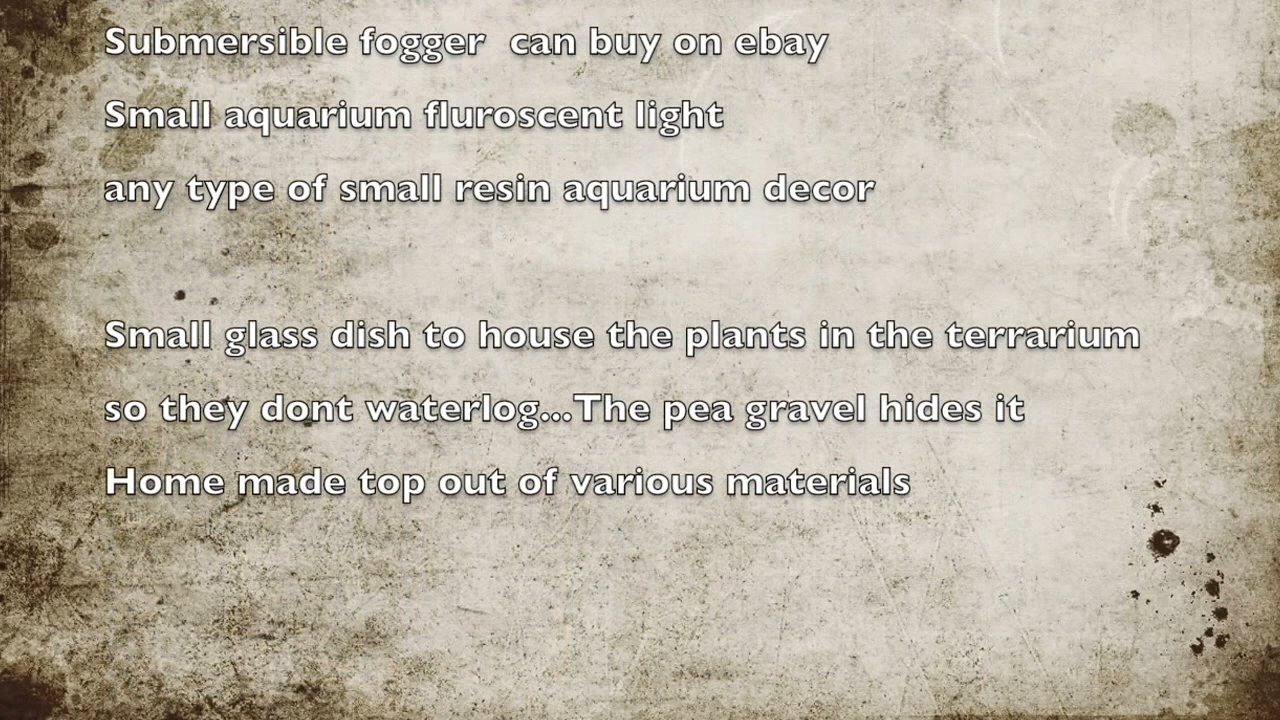 Submersible fogger  can buy on ebay
Small aquarium fluroscent light
any type of small resin aquarium decor
Small glass dish to house the plants in the terrarium
so they dont waterlog...The pea gravel hides it
Home made top out of various materials